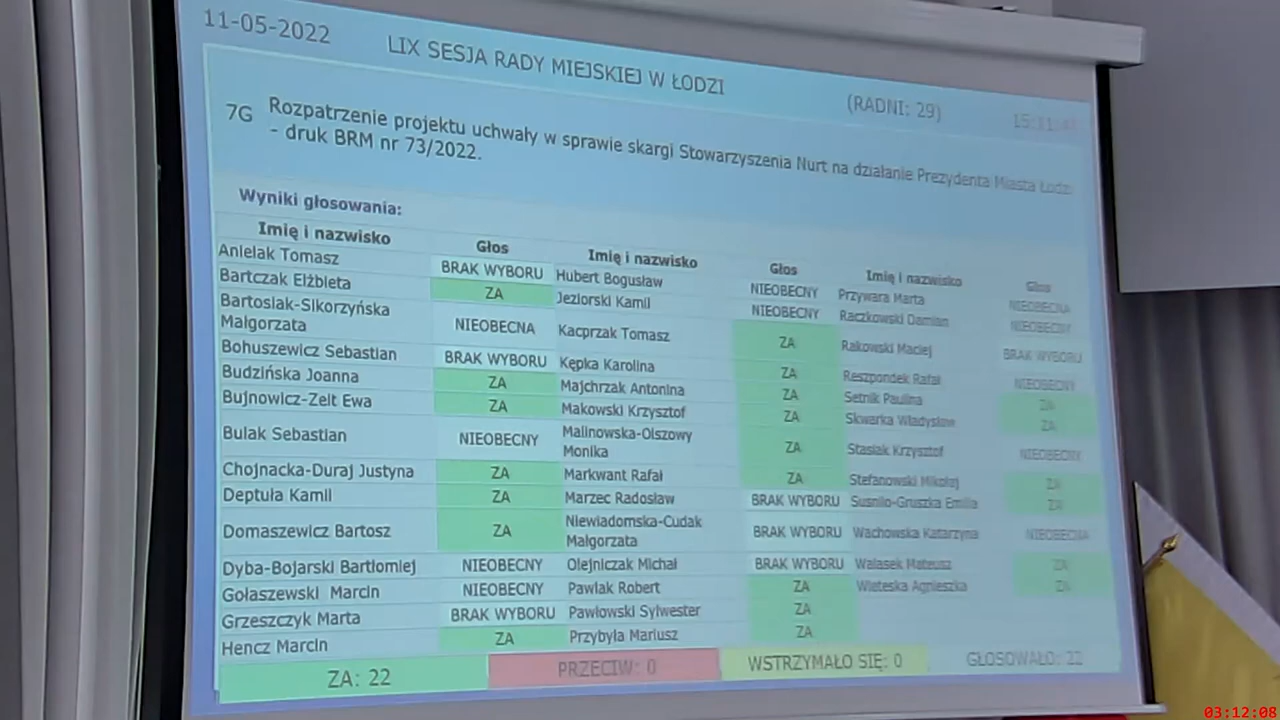 11-05-2022
LIX SESJA RADY MIEJSKIEJ W ŁODZI
(RADNI: 29)
7G Rozpatrzenie projektu uchwały w sprawie skargi Stowarzyszenia Nurt na działanie Prezydenta Miasta Łodzi
- druk BRM nr 73/2022.
Wyniki głosowania:
Imię i nazwisko Głos Imię i nazwisko Głos Imię i nazwisko Głos
Anielak Tomasz BRAK WYBORU Hubert Bogusław NIEOBECNY Przywara Marta NIEOBECNA
Bartczak Elżbieta ZA Jeziorski Kamil NIEOBECNY Raczkowski Damian NIEOBECNY
Bartosiak-Sikorzyńska
Małgorzata NIEOBECNA Kacprzak Tomasz ZA Rakowski Maciej BRAK WYBORU
Bohuszewicz Sebastian BRAK WYBORU Kępka Karolina ZA Reszpondek Rafał NIEOBECNY
Budzińska Joanna ZA Majchrzak Antonina ZA Setnik Paulina ZA
Bujnowicz-Zelt Ewa ZA Makowski Krzysztof ZA Skwarka Władysław ZA
Bulak Sebastian NIEOBECNY Malinowska-Olszowy
Monika ZA Stasiak Krzysztof NIEOBECNY
Chojnacka-Duraj Justyna ZA Markwant Rafał ZA Stefanowski Mikołaj ZA
Deptuła Kamil ZA Marzec Radosław BRAK WYBORU Susniło-Gruszka Emilia ZA
Domaszewicz Bartosz ZA Niewiadomska-Cudak
Małgorzata BRAK WYBORU Wachowska Katarzyna NIEOBECNA
Dyba-Bojarski Bartłomiej NIEOBECNY Olejniczak Michał BRAK WYBORU Walasek Mateusz ZA
Gołaszewski Marcin NIEOBECNY Pawlak Robert ZA Wieteska Agnieszka ZA
Grzeszczyk Marta BRAK WYBORU Pawłowski Sylwester ZA
Hencz Marcin ZA Przybyła Mariusz ZA
ZA: 22 PRZECIW: 0 WSTRZYMAŁO SIĘ: 0 GŁOSOWAŁO: 22
03:12:08